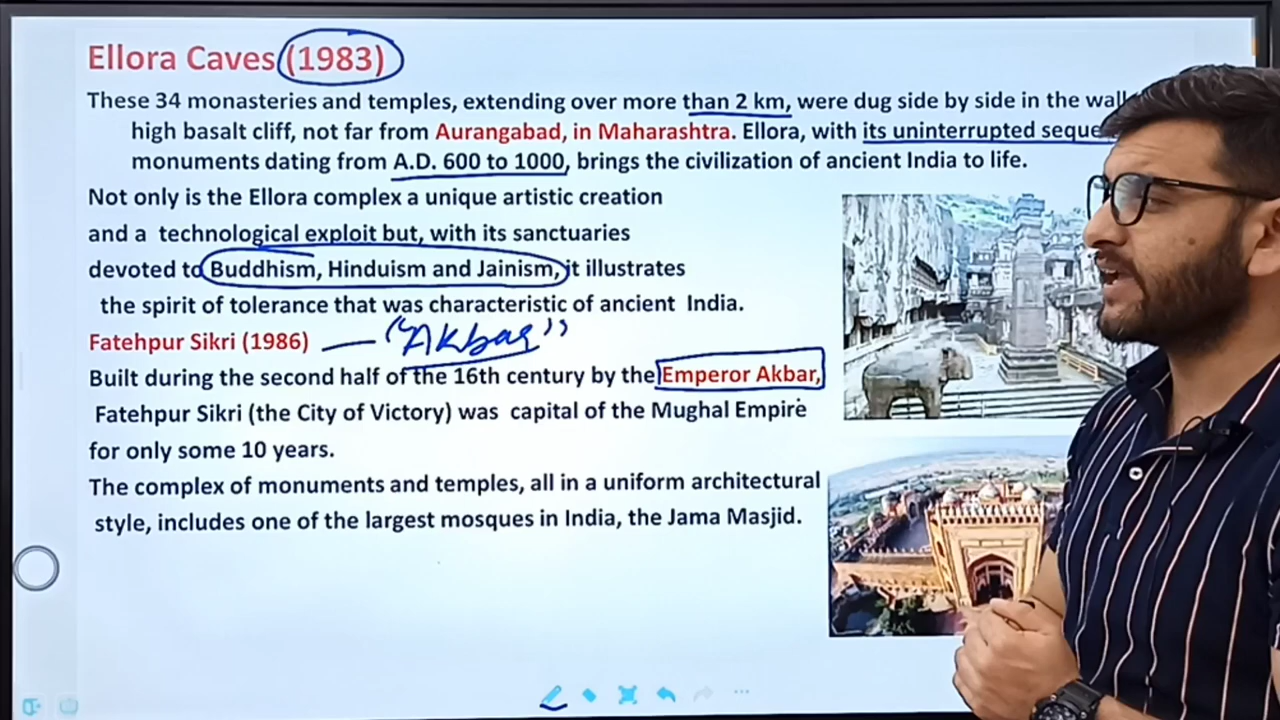 Ellora Caves (1983)
These 34 monasteries and temples, extending over more than 2 km, were dug side by side in the wall
high basalt cliff, not far from Aurangabad, in Maharashtra. Ellora, with its uninterrupted
monuments dating from A.D. 600 to 1000, brings the civilization of ancient India to life.
Not only is the Ellora complex a unique artistic creation
and a technological exploit but, with its sanctuaries
devoted to Buddhism, Hinduism and Jainism, it illustrates
the spirit of tolerance that was characteristic of ancient India.
Fatehpur Sikri (1986) — "Akbar"
Built during the second half of the 16th century by the Emperor Akbar,
Fatehpur Sikri (the City of Victory) was capital of the Mughal Empire
for only some 10 years.
The complex of monuments and temples, all in a uniform architectural
style, includes one of the largest mosques in India, the Jama Masjid.